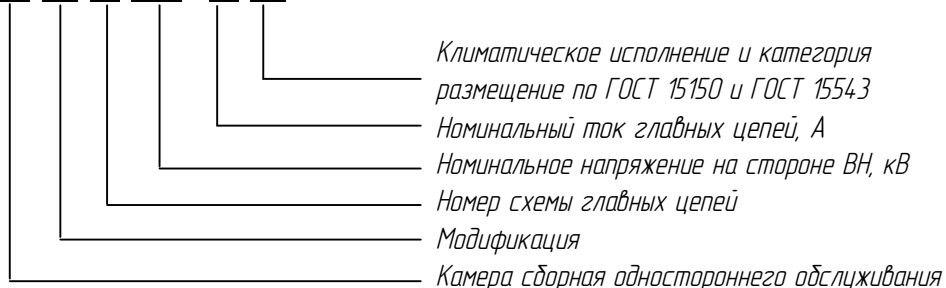 Климатическое исполнение и категория
размещение по ГОСТ 15150 и ГОСТ 15543
Номинальный ток главных цепей, А
Номинальное напряжение на стороне ВН, кВ
Номер схемы главных цепей
Модификация
Камера сборная одностороннего обслуживания